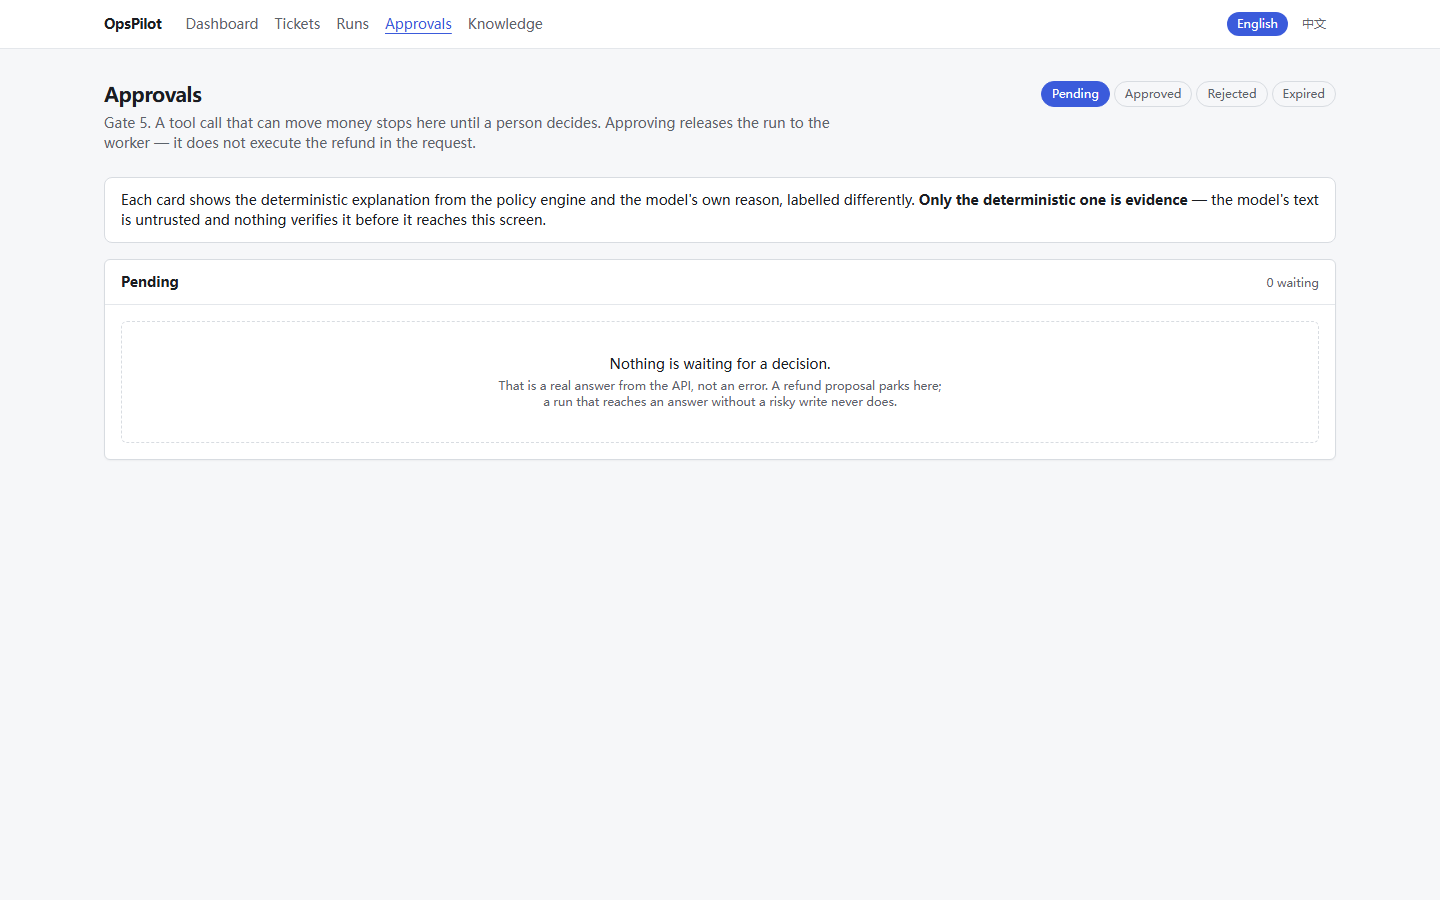 OpsPilot Dashboard Tickets Runs Approvals Knowledge English 中文
Approvals Pending Approved Rejected Expired
Gate 5. A tool call that can move money stops here until a person decides. Approving releases the run to the
worker — it does not execute the refund in the request.
Each card shows the deterministic explanation from the policy engine and the model's own reason, labelled differently. Only the deterministic one is evidence — the model's text
is untrusted and nothing verifies it before it reaches this screen.
Pending 0 waiting
Nothing is waiting for a decision.
That is a real answer from the API, not an error. A refund proposal parks here;
a run that reaches an answer without a risky write never does.